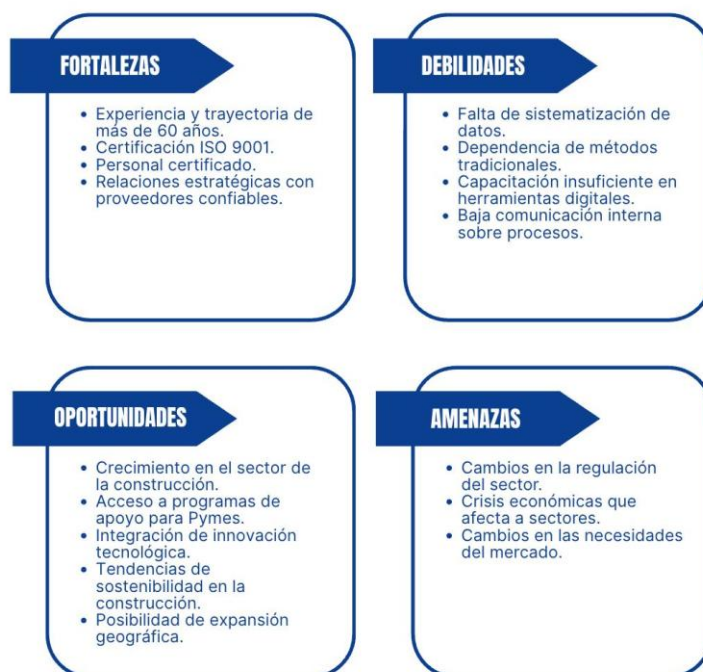 FORTALEZAS
• Experiencia y trayectoria de
más de 60 años.
• Certificación ISO 9001.
• Personal certificado.
• Relaciones estratégicas con
proveedores confiables.
DEBILIDADES
• Falta de sistematización de
datos.
• Dependencia de métodos
tradicionales.
• Capacitación insuficiente en
herramientas digitales.
• Baja comunicación interna
sobre procesos.
OPORTUNIDADES
• Crecimiento en el sector de
la construcción.
• Acceso a programas de
apoyo para Pymes.
• Integración de innovación
tecnológica.
• Tendencias de
sostenibilidad en la
construcción.
• Posibilidad de expansión
geográfica.
AMENAZAS
• Cambios en la regulación
del sector.
• Crisis económicas que
afecta a sectores.
• Cambios en las necesidades
del mercado.